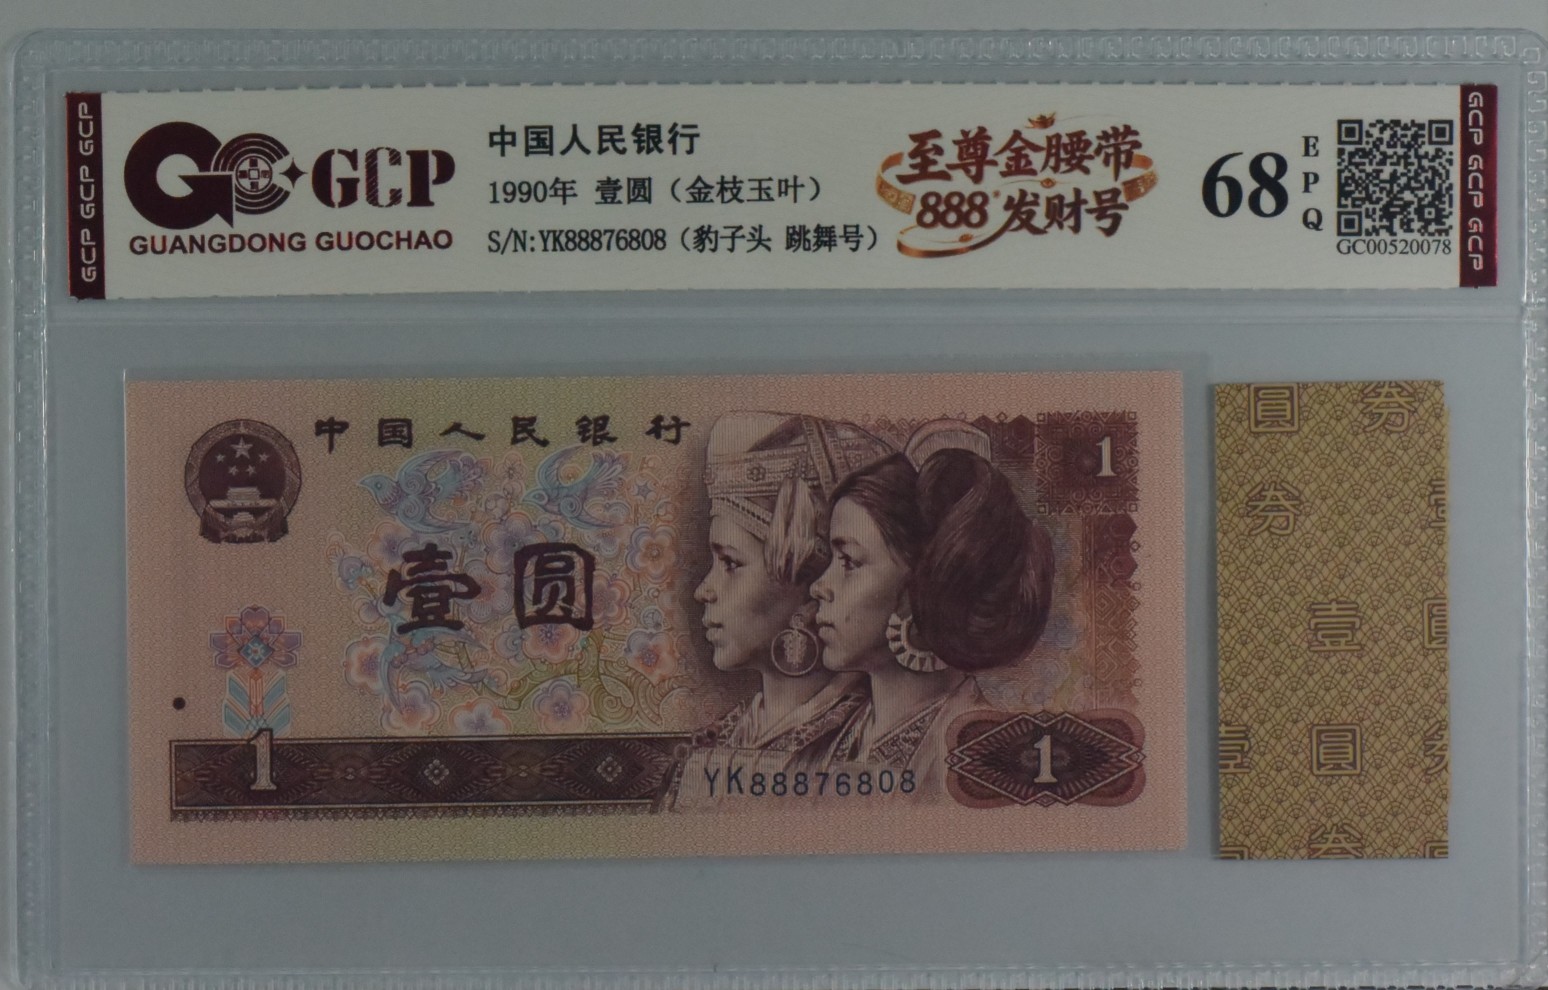 GCP GCP GCP
GCP
GUANGDONG GUOCHAO
中国人民银行
1990年 壹圆（金枝玉叶）
S/N:YK88876808（豹子头 跳舞号）
至尊金腰带
888发财号
68
EPQ
GC00520078
GCP GCP GCP
中国人民银行
1
壹圆
1
YK88876808
1
圓 券
券
壹
壹 圓
券